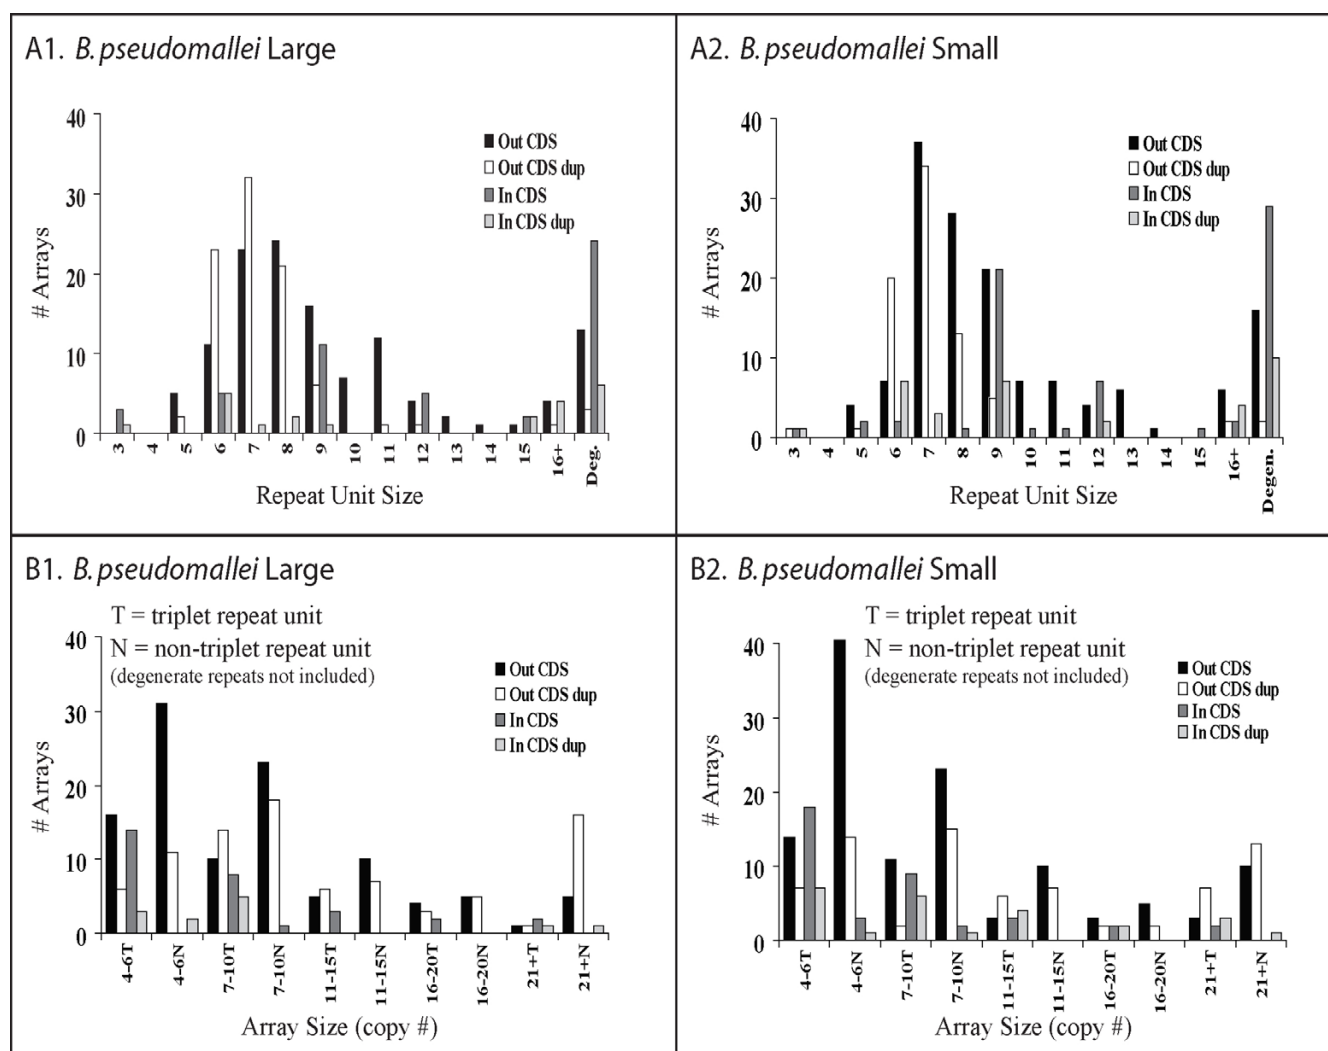 A1. B. pseudomallei Large
40
30
20
10
0
# Arrays
Out CDS
Out CDS dup
In CDS
In CDS dup
3 4 5 6 7 8 9 10 11 12 13 14 15 16+ Deg.
Repeat Unit Size
A2. B. pseudomallei Small
40
30
20
10
0
# Arrays
Out CDS
Out CDS dup
In CDS
In CDS dup
3 4 5 6 7 8 9 10 11 12 13 14 15 16+ Degen.
Repeat Unit Size
B1. B. pseudomallei Large
T = triplet repeat unit
N = non-triplet repeat unit
(degenerate repeats not included)
40
30
20
10
0
# Arrays
Out CDS
Out CDS dup
In CDS
In CDS dup
4-6T 4-6N 7-10T 7-10N 11-15T 11-15N 16-20T 16-20N 21+T 21+N
Array Size (copy #)
B2. B. pseudomallei Small
T = triplet repeat unit
N = non-triplet repeat unit
(degenerate repeats not included)
40
30
20
10
0
# Arrays
Out CDS
Out CDS dup
In CDS
In CDS dup
4-6T 4-6N 7-10T 7-10N 11-15T 11-15N 16-20T 16-20N 21+T 21+N
Array Size (copy #)